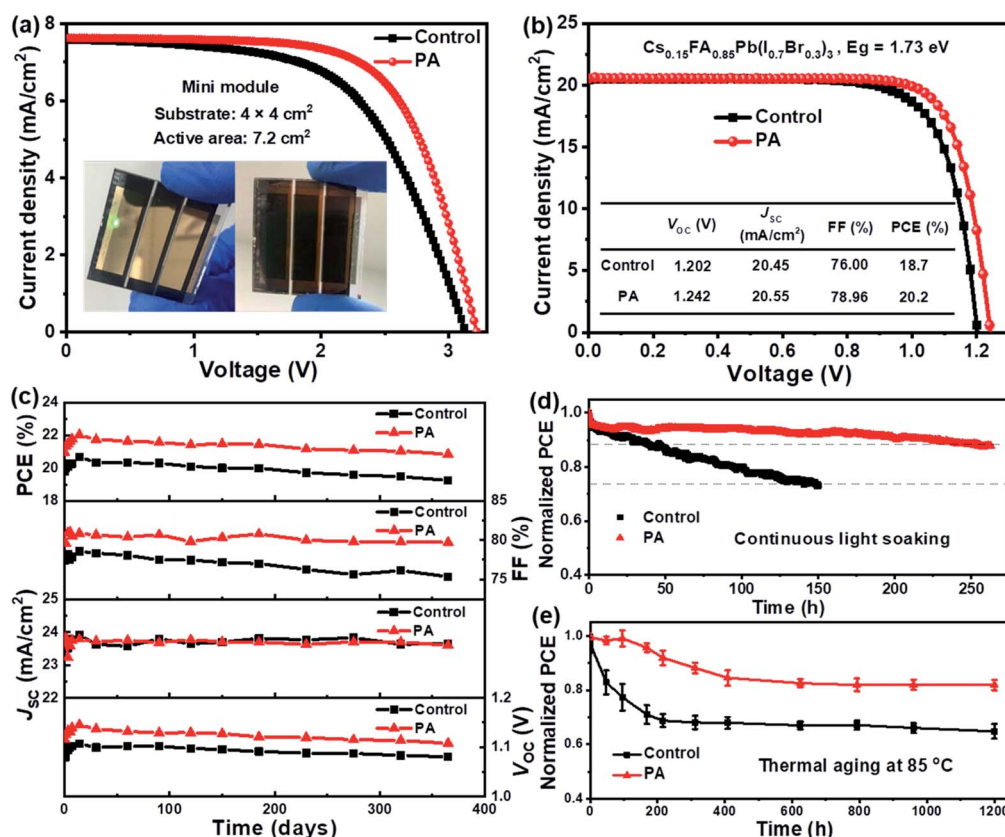 (a)
Current density (mA/cm²)
8
6
4
2
0
Control
PA
Mini module
Substrate: 4 × 4 cm²
Active area: 7.2 cm²
0
1
2
3
Voltage (V)
(b)
Current density (mA/cm²)
25
20
15
10
5
0
Cs₀.₁₅FA₀.₈₅Pb(I₀.₇Br₀.₃)₃ , Eg = 1.73 eV
Control
PA
V_OC (V) J_SC (mA/cm²) FF (%) PCE (%)
Control 1.202 20.45 76.00 18.7
PA 1.242 20.55 78.96 20.2
0.0 0.2 0.4 0.6 0.8 1.0 1.2
Voltage (V)
(c)
PCE (%)
24
22
20
18
Control
PA
FF (%)
85
80
75
Control
PA
J_SC (mA/cm²)
25
24
23
22
Control
PA
V_OC (V)
1.2
1.1
1.0
Control
PA
0 50 100 150 200 250 300 350 400
Time (days)
(d)
Normalized PCE
1.0
0.8
0.6
0.4
Control
PA
Continuous light soaking
0 50 100 150 200 250
Time (h)
(e)
Normalized PCE
1.0
0.8
0.6
0.4
Control
PA
Thermal aging at 85 °C
0 200 400 600 800 1000 1200
Time (h)